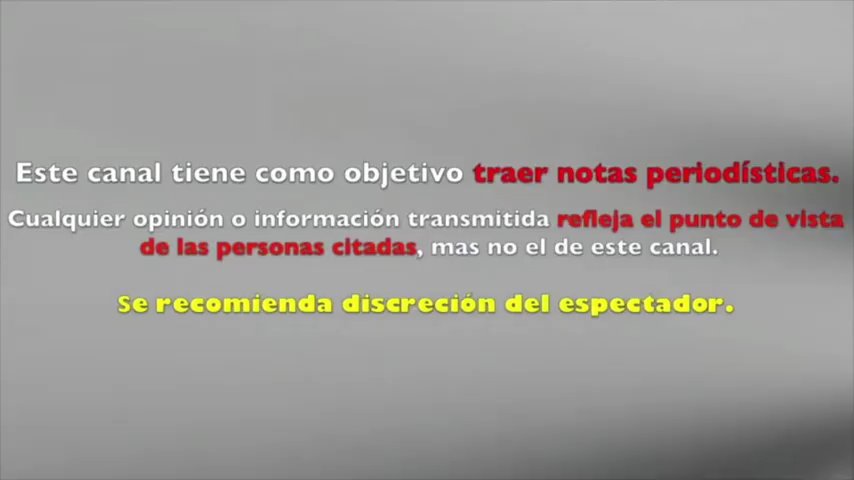 Este canal tiene como objetivo traer notas periodísticas.
Cualquier opinión o información transmitida refleja el punto de vista
de las personas citadas, mas no el de este canal.
Se recomienda discreción del espectador.